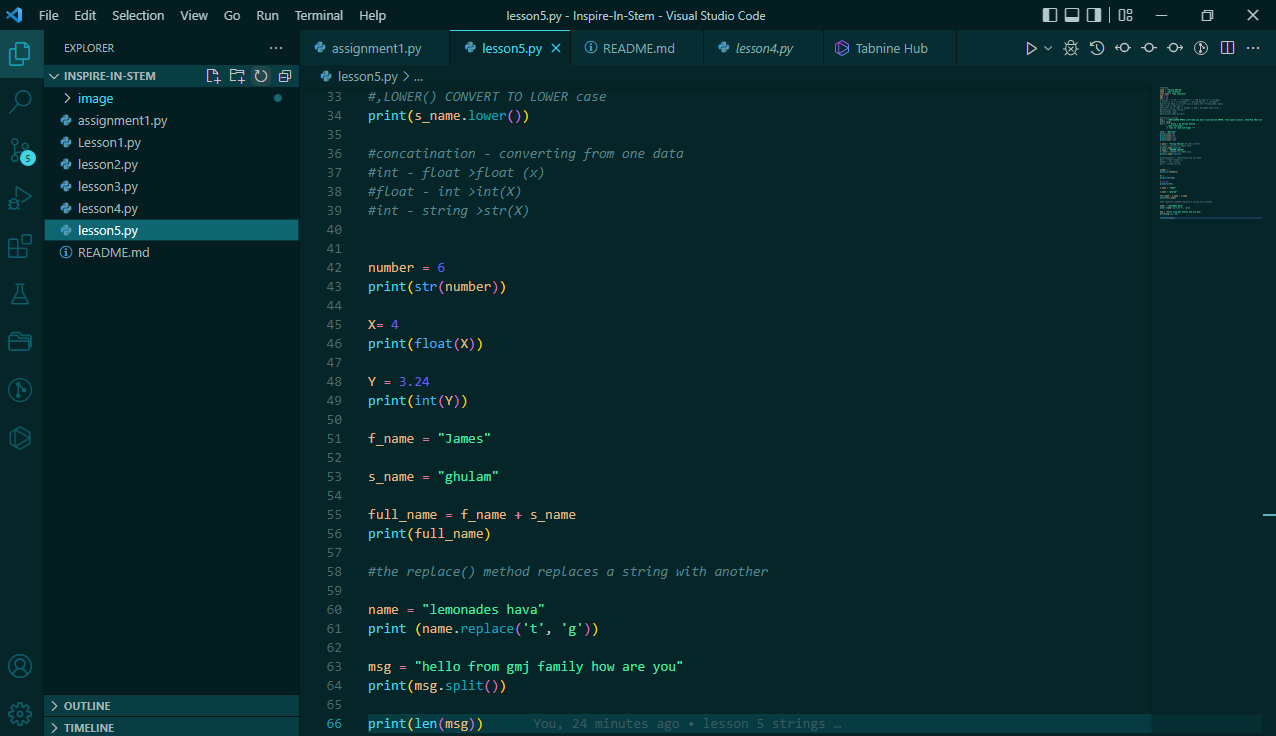 File Edit Selection View Go Run Terminal Help
lesson5.py - Inspire-In-Stem - Visual Studio Code
EXPLORER
INSPIRE-IN-STEM
image
assignment1.py
Lesson1.py
lesson2.py
lesson3.py
lesson4.py
lesson5.py
README.md
OUTLINE
TIMELINE
5
assignment1.py
lesson5.py
README.md
lesson4.py
Tabnine Hub
lesson5.py > ...
33 #,LOWER() CONVERT TO LOWER case
34 print(s_name.lower())
35
36 #concatination - converting from one data
37 #int - float >float (x)
38 #float - int >int(X)
39 #int - string >str(X)
40
41
42 number = 6
43 print(str(number))
44
45 X= 4
46 print(float(X))
47
48 Y = 3.24
49 print(int(Y))
50
51 f_name = "James"
52
53 s_name = "ghulam"
54
55 full_name = f_name + s_name
56 print(full_name)
57
58 #the replace() method replaces a string with another
59
60 name = "lemonades hava"
61 print (name.replace('t', 'g'))
62
63 msg = "hello from gmj family how are you"
64 print(msg.split())
65
66 print(len(msg)) You, 24 minutes ago • lesson 5 strings …